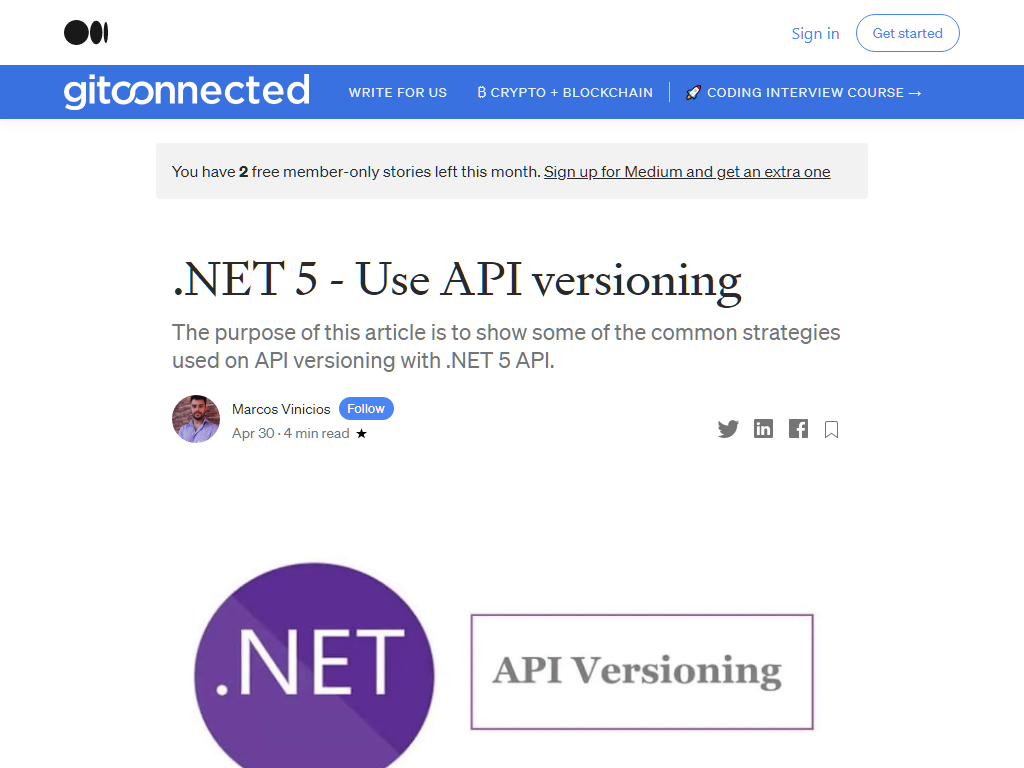 Sign in
Get started
gitconnected
WRITE FOR US
₿ CRYPTO + BLOCKCHAIN
🚀 CODING INTERVIEW COURSE →
You have 2 free member-only stories left this month. Sign up for Medium and get an extra one
.NET 5 - Use API versioning
The purpose of this article is to show some of the common strategies
used on API versioning with .NET 5 API.
Marcos Vinicios
Follow
Apr 30 · 4 min read ★
.NET
API Versioning